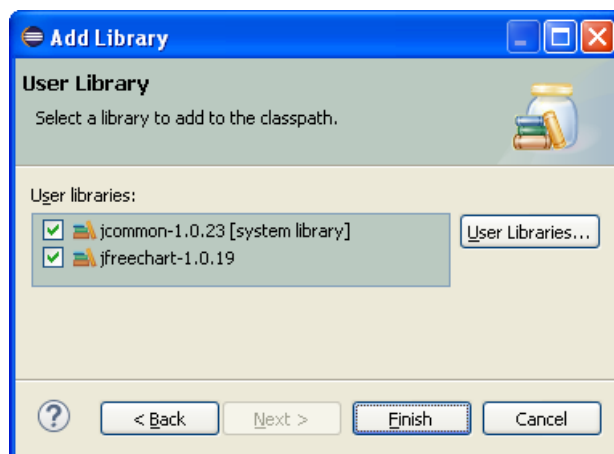 Add Library
User Library
Select a library to add to the classpath.
User libraries:
jcommon-1.0.23 [system library]
jfreechart-1.0.19
User Libraries...
?
< Back
Next >
Finish
Cancel